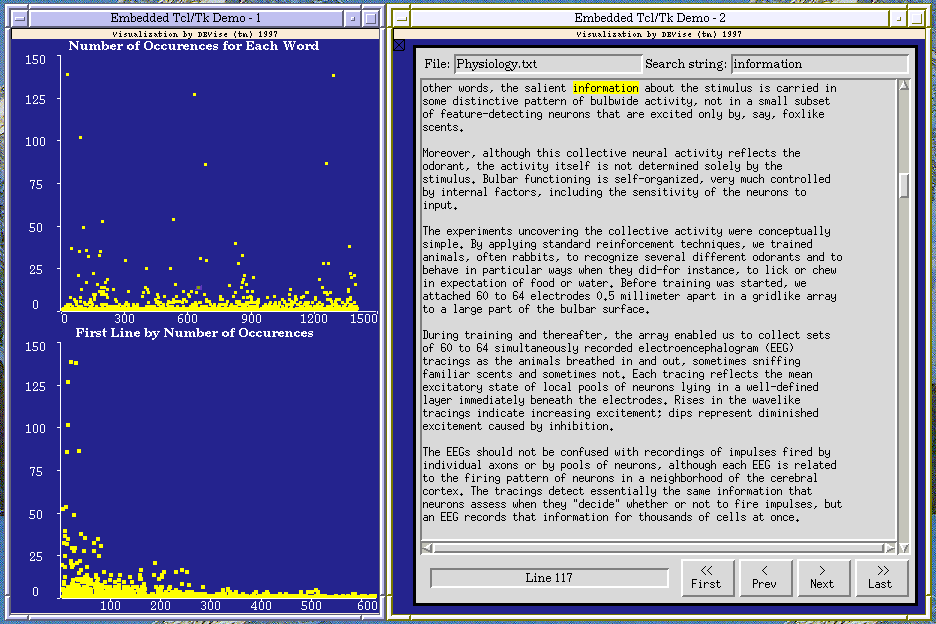 Embedded Tcl/Tk Demo - 1
Visualization by DEVise (tm) 1997
Number of Occurences for Each Word
150
125
100
75
50
25
0
0 300 600 900 1200 1500
First Line by Number of Occurences
150
125
100
75
50
25
0
100 200 300 400 500 600
Embedded Tcl/Tk Demo - 2
Visualization by DEVise (tm) 1997
File: Physiology.txt Search string: information
other words, the salient information about the stimulus is carried in
some distinctive pattern of bulbwide activity, not in a small subset
of feature-detecting neurons that are excited only by, say, foxlike
scents.
Moreover, although this collective neural activity reflects the
odorant, the activity itself is not determined solely by the
stimulus. Bulbar functioning is self-organized, very much controlled
by internal factors, including the sensitivity of the neurons to
input.
The experiments uncovering the collective activity were conceptually
simple. By applying standard reinforcement techniques, we trained
animals, often rabbits, to recognize several different odorants and to
behave in particular ways when they did-for instance, to lick or chew
in expectation of food or water. Before training was started, we
attached 60 to 64 electrodes 0.5 millimeter apart in a gridlike array
to a large part of the bulbar surface.
During training and thereafter, the array enabled us to collect sets
of 60 to 64 simultaneously recorded electroencephalogram (EEG)
tracings as the animals breathed in and out, sometimes sniffing
familiar scents and sometimes not. Each tracing reflects the mean
excitatory state of local pools of neurons lying in a well-defined
layer immediately beneath the electrodes. Rises in the wavelike
tracings indicate increasing excitement; dips represent diminished
excitement caused by inhibition.
The EEGs should not be confused with recordings of impulses fired by
individual axons or by pools of neurons, although each EEG is related
to the firing pattern of neurons in a neighborhood of the cerebral
cortex. The tracings detect essentially the same information that
neurons assess when they "decide" whether or not to fire impulses, but
an EEG records that information for thousands of cells at once.
Line 117
<< < > >>
First Prev Next Last